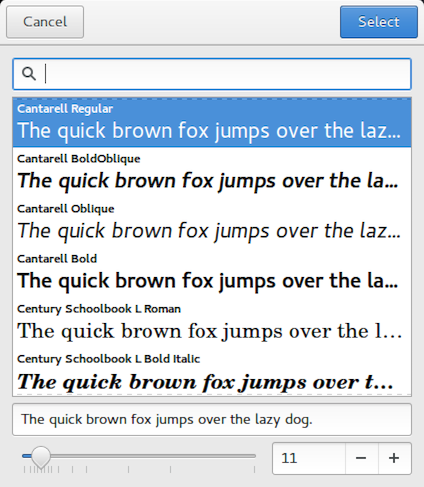 Cancel
Select
Cantarell Regular
The quick brown fox jumps over the laz...
Cantarell BoldOblique
The quick brown fox jumps over the la...
Cantarell Oblique
The quick brown fox jumps over the laz...
Cantarell Bold
The quick brown fox jumps over the la...
Century Schoolbook L Roman
The quick brown fox jumps over the l...
Century Schoolbook L Bold Italic
The quick brown fox jumps over t...
The quick brown fox jumps over the lazy dog.
11 − +